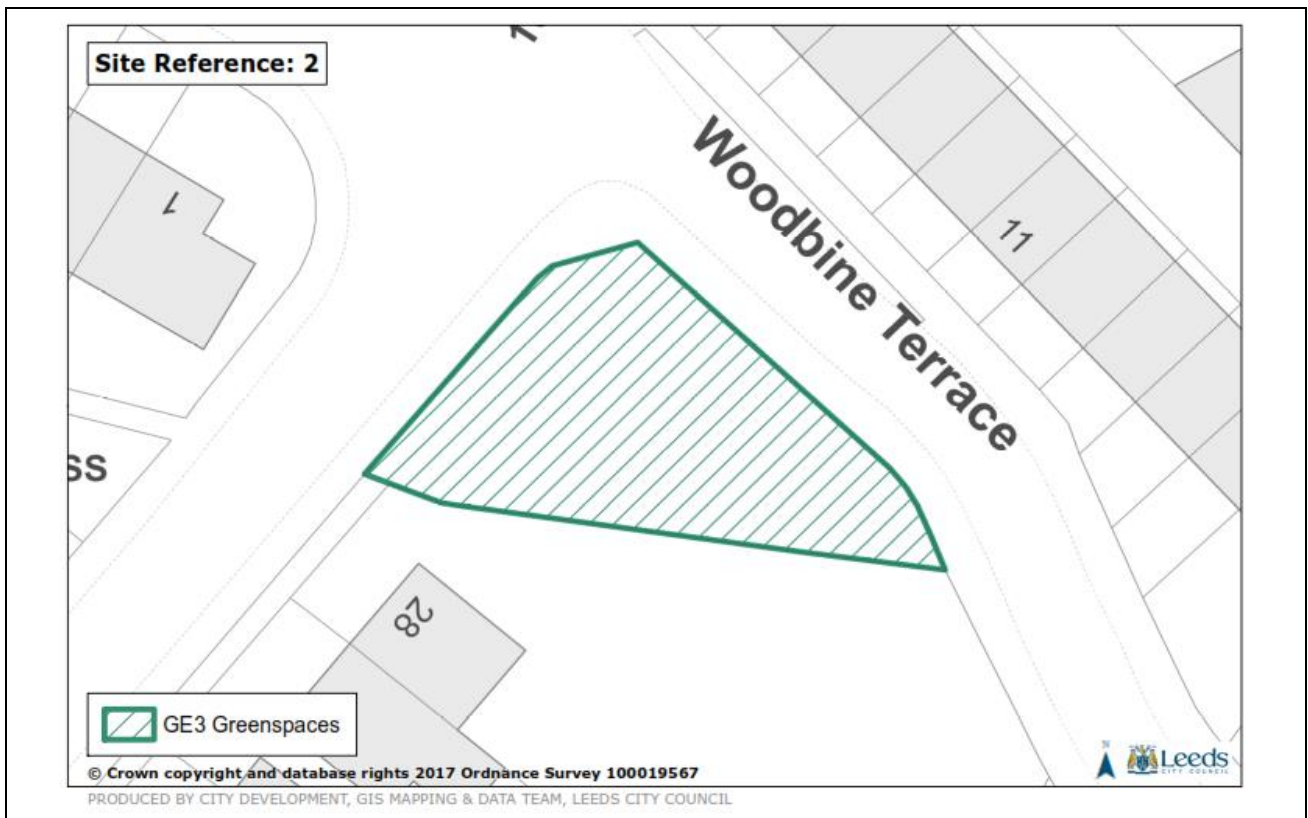 Site Reference: 2
1
Woodbine Terrace
11
ss
28
GE3 Greenspaces
© Crown copyright and database rights 2017 Ordnance Survey 100019567
Leeds
CITY COUNCIL
PRODUCED BY CITY DEVELOPMENT, GIS MAPPING & DATA TEAM, LEEDS CITY COUNCIL